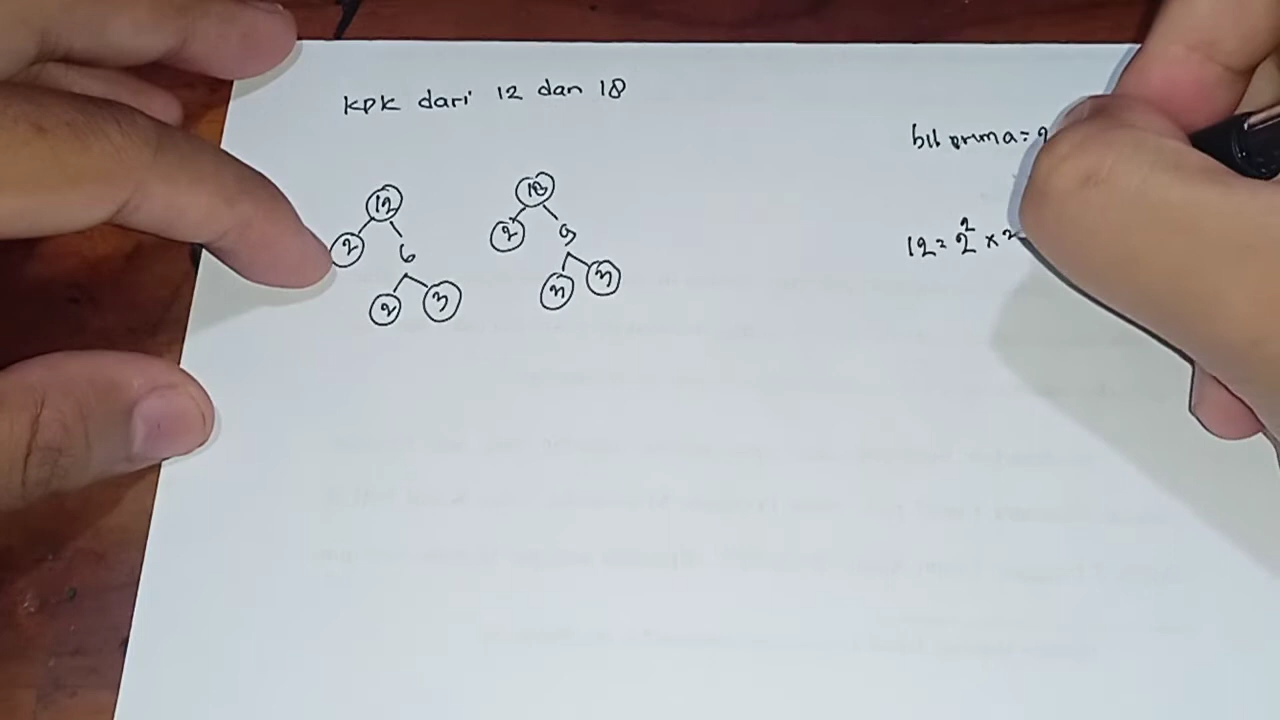 KPK dari 12 dan 18
12
2 6
2 3
18
2 9
3 3
bil prima = 2
12 = 2² ×